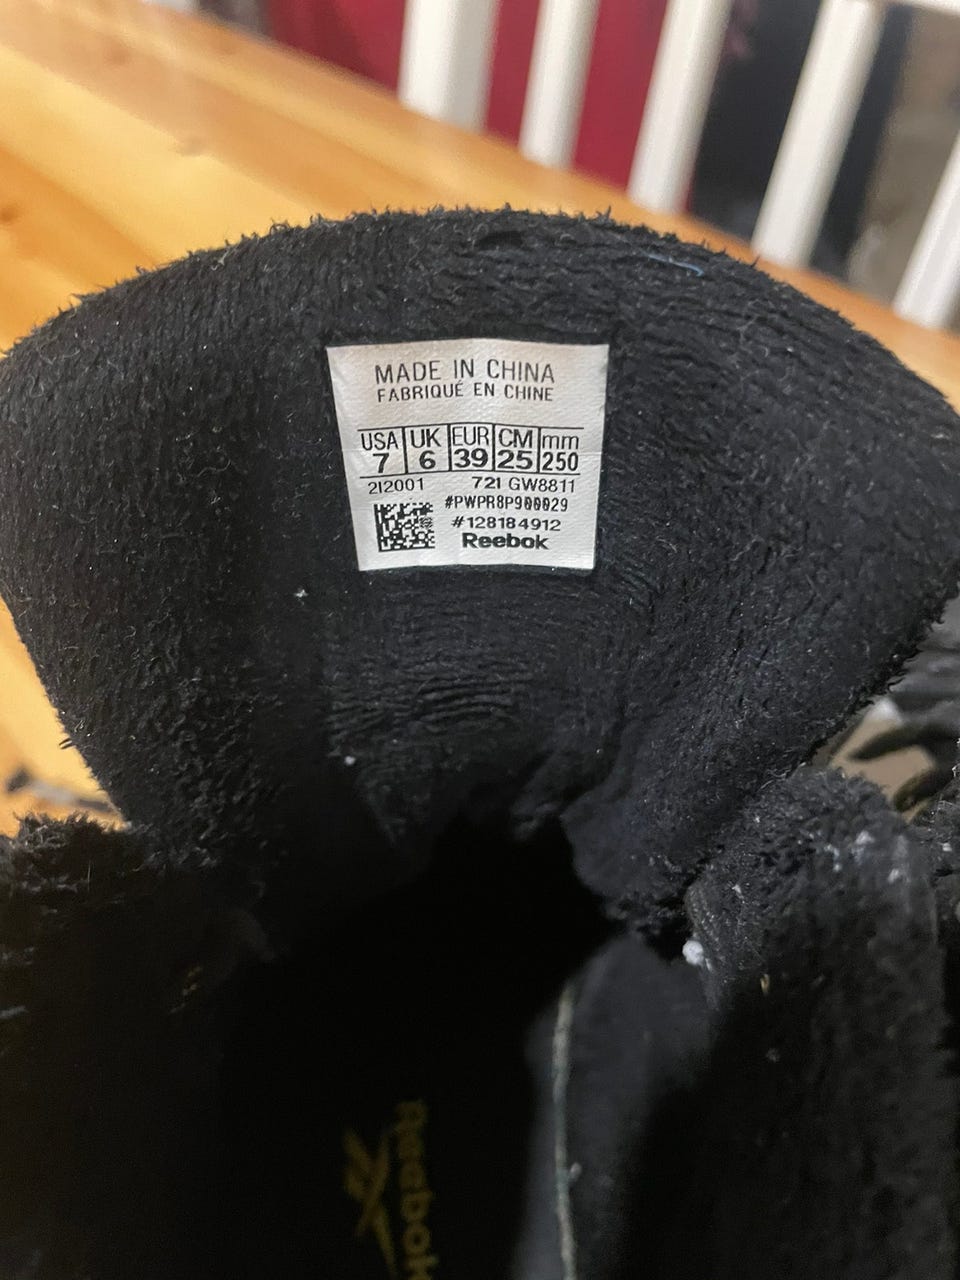 MADE IN CHINA
FABRIQUÉ EN CHINE
USA UK EUR CM mm
7 6 39 25 250
212001 721 GW8811
#PWPR8P900029
#128184912
Reebok
Reebok